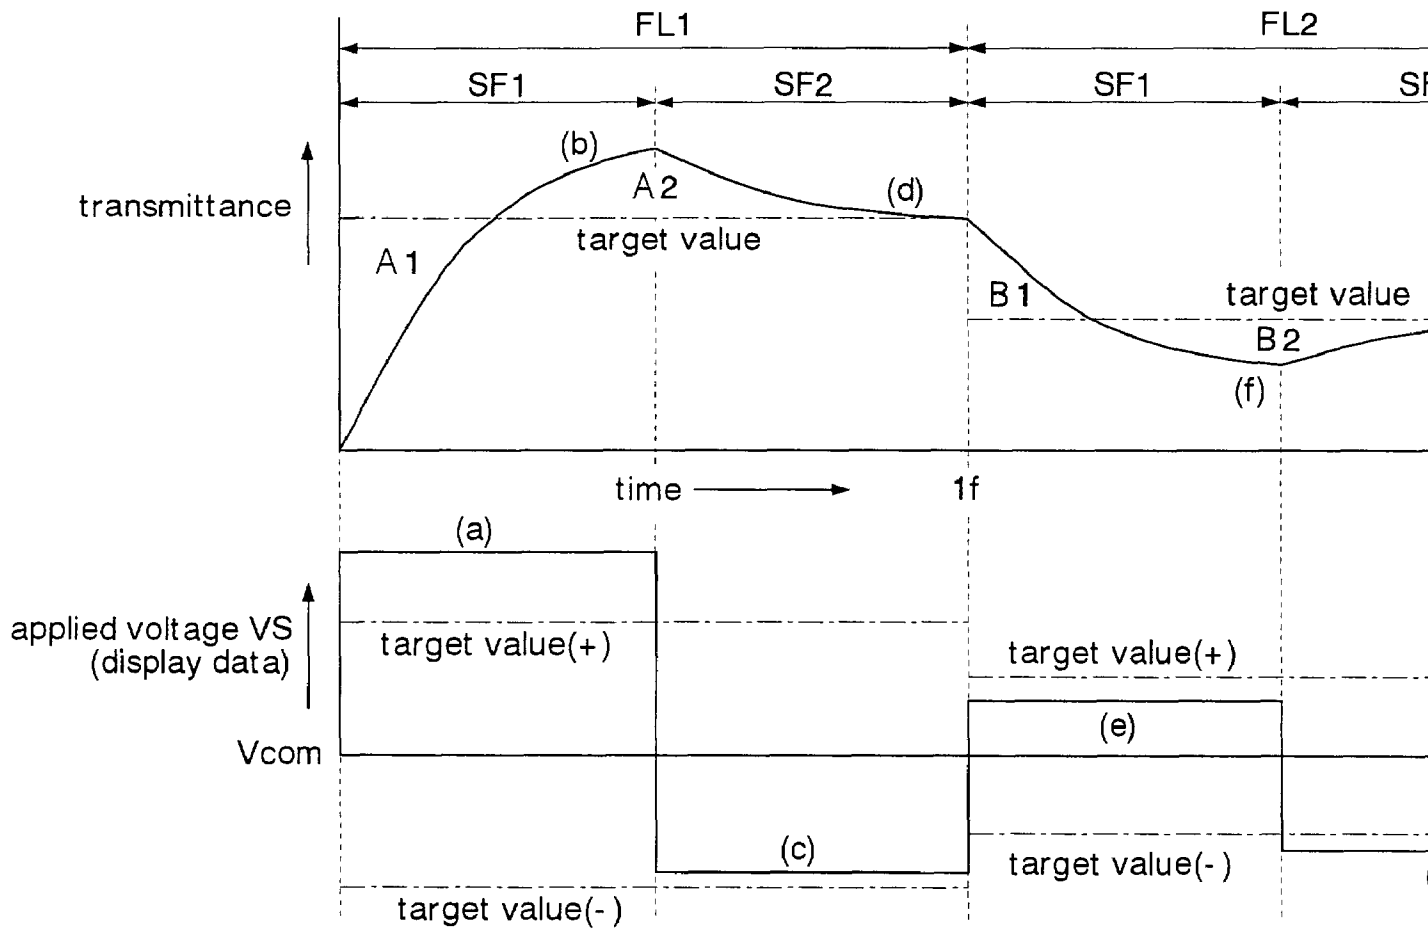 FL1
FL2
SF1
SF2
SF1
SF
(b)
A2
(d)
transmittance
target value
A1
B1
target value
B2
(f)
time
1f
(a)
applied voltage VS
(display data)
target value(+)
target value(+)
(e)
Vcom
(c)
target value(-)
target value(-)